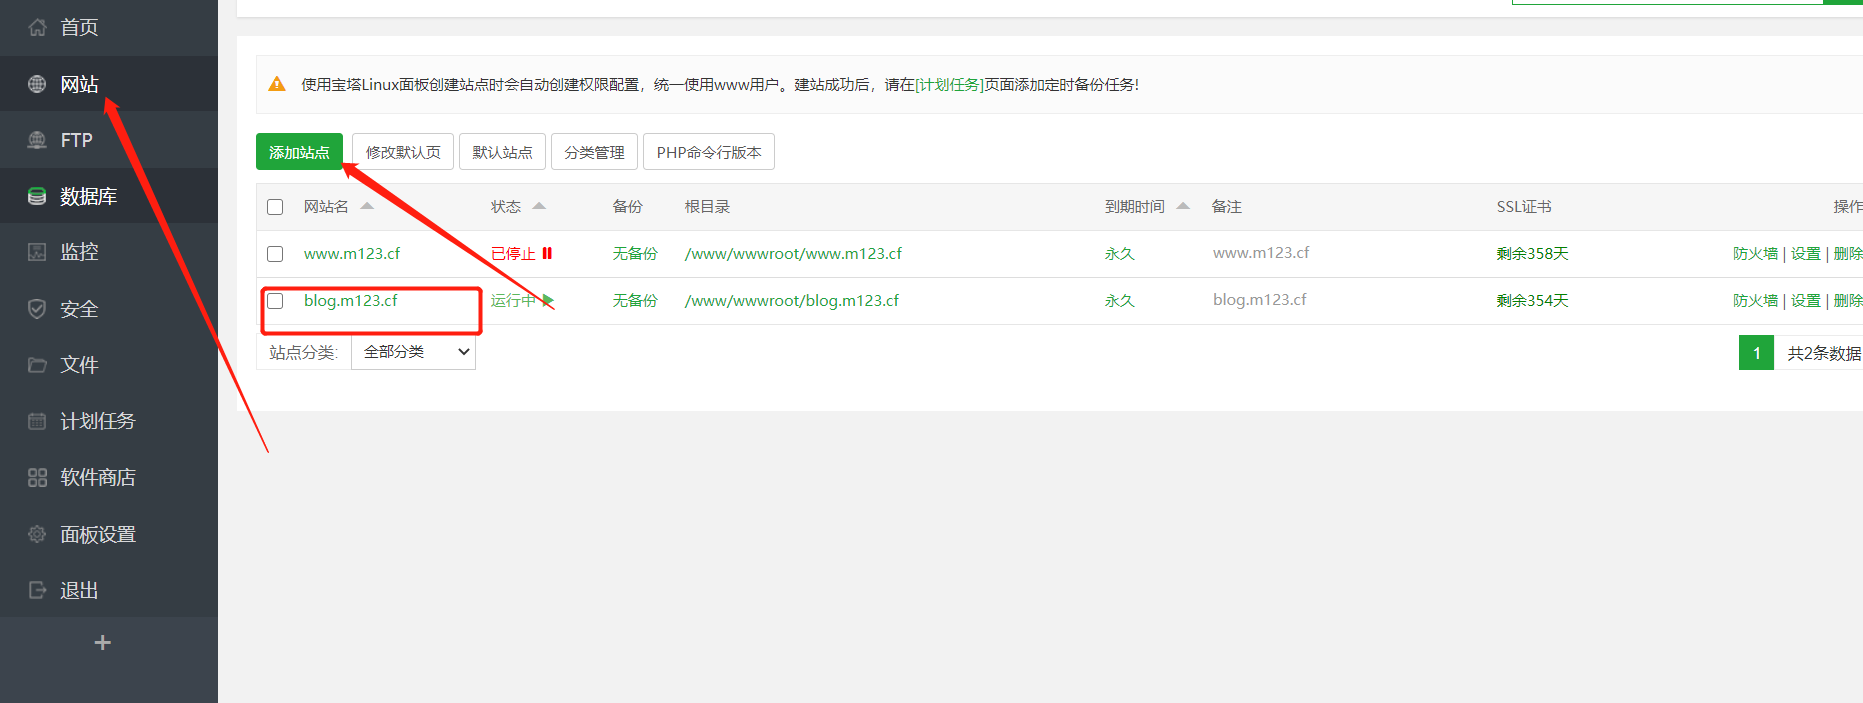 首页
网站
FTP
数据库
监控
安全
文件
计划任务
软件商店
面板设置
退出
+
使用宝塔Linux面板创建站点时会自动创建权限配置，统一使用www用户。建站成功后，请在[计划任务]页面添加定时备份任务!
添加站点 修改默认页 默认站点 分类管理 PHP命令行版本
网站名 状态 备份 根目录 到期时间 备注 SSL证书 操作
www.m123.cf 已停止 无备份 /www/wwwroot/www.m123.cf 永久 www.m123.cf 剩余358天 防火墙 | 设置 | 删除
blog.m123.cf 运行中 无备份 /www/wwwroot/blog.m123.cf 永久 blog.m123.cf 剩余354天 防火墙 | 设置 | 删除
站点分类: 全部分类 1 共2条数据